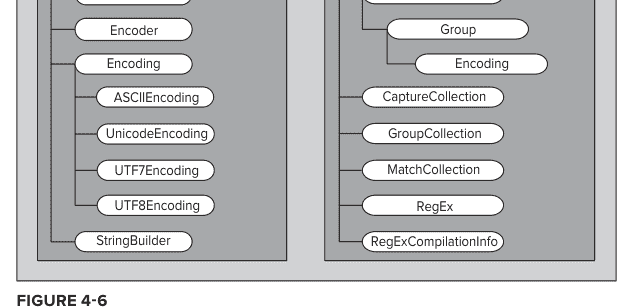 Encoder
Encoding
ASCIIEncoding
UnicodeEncoding
UTF7Encoding
UTF8Encoding
StringBuilder
Group
Encoding
CaptureCollection
GroupCollection
MatchCollection
RegEx
RegExCompilationInfo
FIGURE 4-6